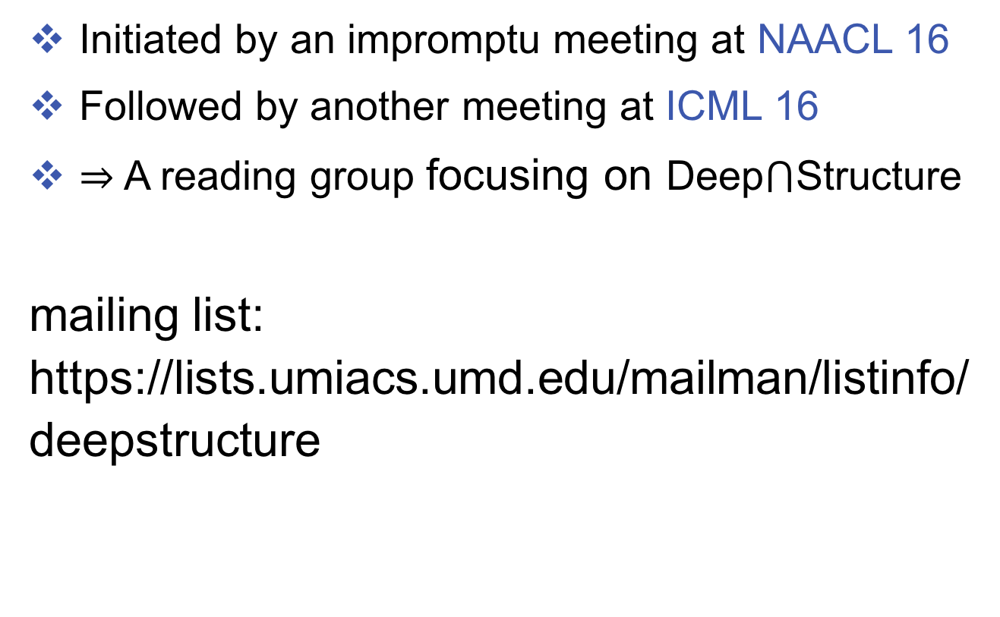 ❖ Initiated by an impromptu meeting at NAACL 16
❖ Followed by another meeting at ICML 16
❖ ⇒ A reading group focusing on Deep∩Structure
mailing list:
https://lists.umiacs.umd.edu/mailman/listinfo/
deepstructure